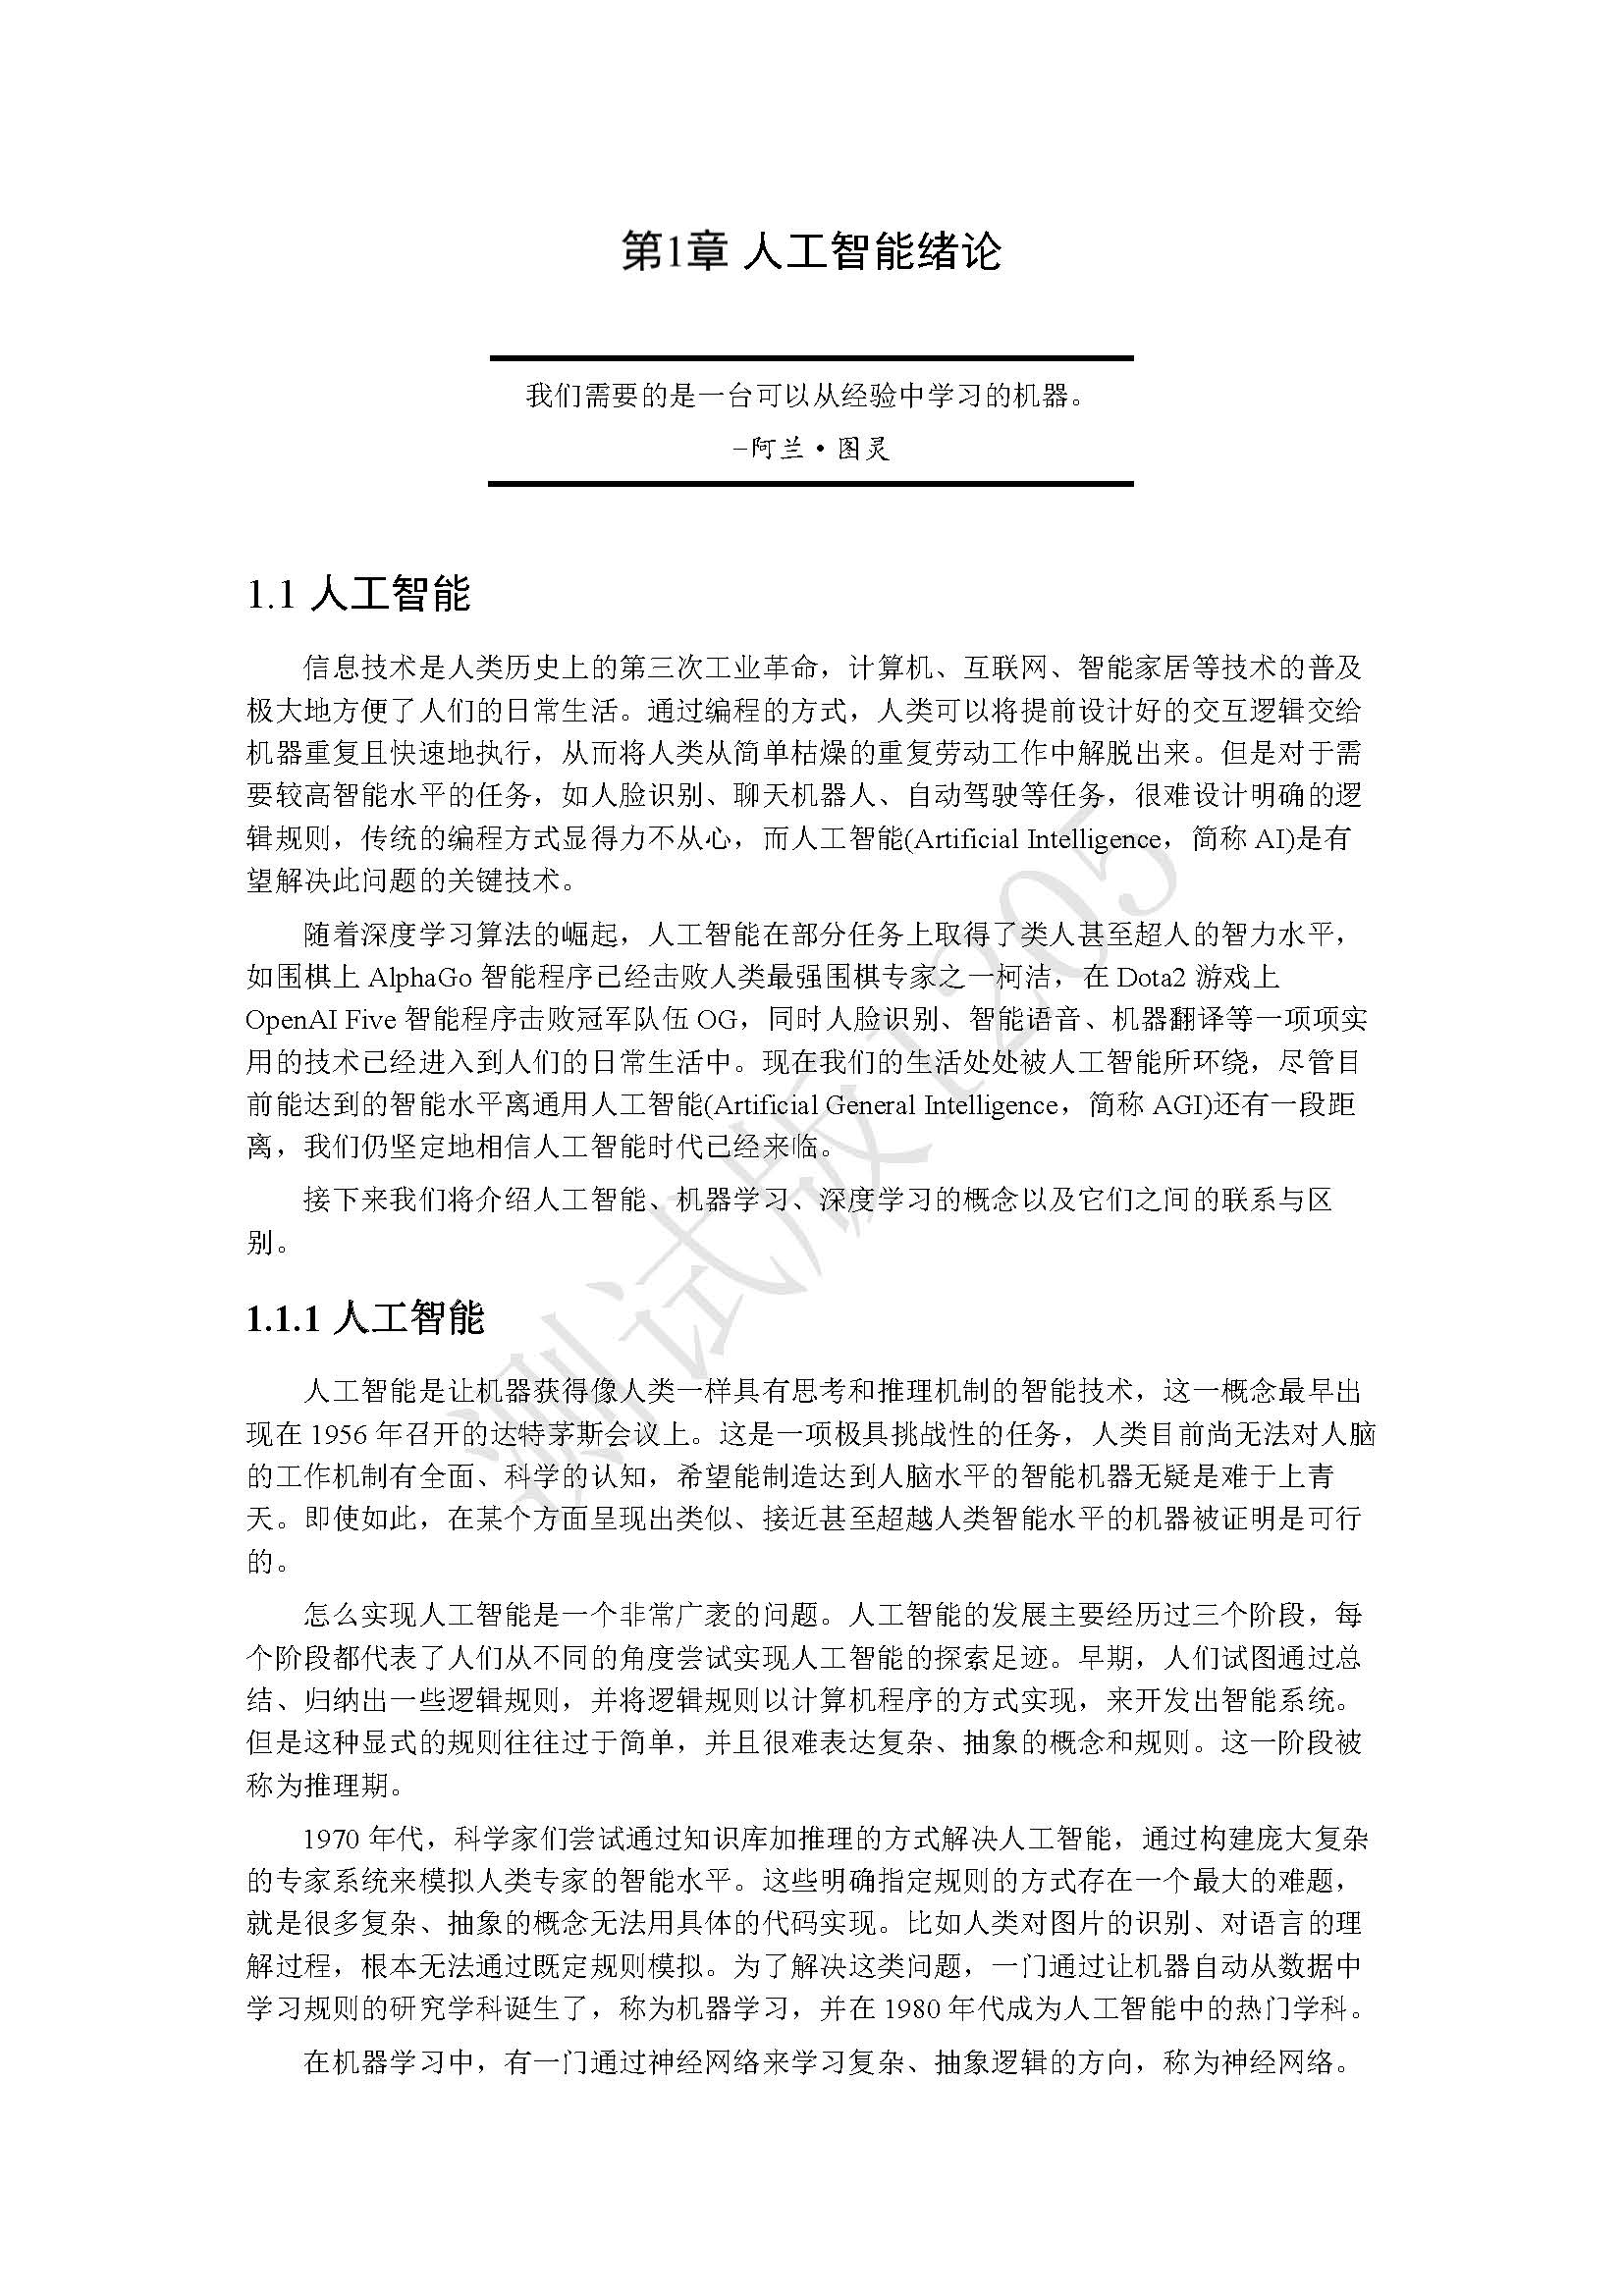 第1章 人工智能绪论
我们需要的是一台可以从经验中学习的机器。
–阿兰•图灵
1.1 人工智能
信息技术是人类历史上的第三次工业革命，计算机、互联网、智能家居等技术的普及
极大地方便了人们的日常生活。通过编程的方式，人类可以将提前设计好的交互逻辑交给
机器重复且快速地执行，从而将人类从简单枯燥的重复劳动工作中解脱出来。但是对于需
要较高智能水平的任务，如人脸识别、聊天机器人、自动驾驶等任务，很难设计明确的逻
辑规则，传统的编程方式显得力不从心，而人工智能(Artificial Intelligence，简称 AI)是有
望解决此问题的关键技术。
随着深度学习算法的崛起，人工智能在部分任务上取得了类人甚至超人的智力水平，
如围棋上 AlphaGo 智能程序已经击败人类最强围棋专家之一柯洁，在 Dota2 游戏上
OpenAI Five 智能程序击败冠军队伍 OG，同时人脸识别、智能语音、机器翻译等一项项实
用的技术已经进入到人们的日常生活中。现在我们的生活处处被人工智能所环绕，尽管目
前能达到的智能水平离通用人工智能(Artificial General Intelligence，简称 AGI)还有一段距
离，我们仍坚定地相信人工智能时代已经来临。
接下来我们将介绍人工智能、机器学习、深度学习的概念以及它们之间的联系与区
别。
1.1.1 人工智能
人工智能是让机器获得像人类一样具有思考和推理机制的智能技术，这一概念最早出
现在 1956 年召开的达特茅斯会议上。这是一项极具挑战性的任务，人类目前尚无法对人脑
的工作机制有全面、科学的认知，希望能制造达到人脑水平的智能机器无疑是难于上青
天。即使如此，在某个方面呈现出类似、接近甚至超越人类智能水平的机器被证明是可行
的。
怎么实现人工智能是一个非常广袤的问题。人工智能的发展主要经历过三个阶段，每
个阶段都代表了人们从不同的角度尝试实现人工智能的探索足迹。早期，人们试图通过总
结、归纳出一些逻辑规则，并将逻辑规则以计算机程序的方式实现，来开发出智能系统。
但是这种显式的规则往往过于简单，并且很难表达复杂、抽象的概念和规则。这一阶段被
称为推理期。
1970 年代，科学家们尝试通过知识库加推理的方式解决人工智能，通过构建庞大复杂
的专家系统来模拟人类专家的智能水平。这些明确指定规则的方式存在一个最大的难题，
就是很多复杂、抽象的概念无法用具体的代码实现。比如人类对图片的识别、对语言的理
解过程，根本无法通过既定规则模拟。为了解决这类问题，一门通过让机器自动从数据中
学习规则的研究学科诞生了，称为机器学习，并在 1980 年代成为人工智能中的热门学科。
在机器学习中，有一门通过神经网络来学习复杂、抽象逻辑的方向，称为神经网络。
测试版1205